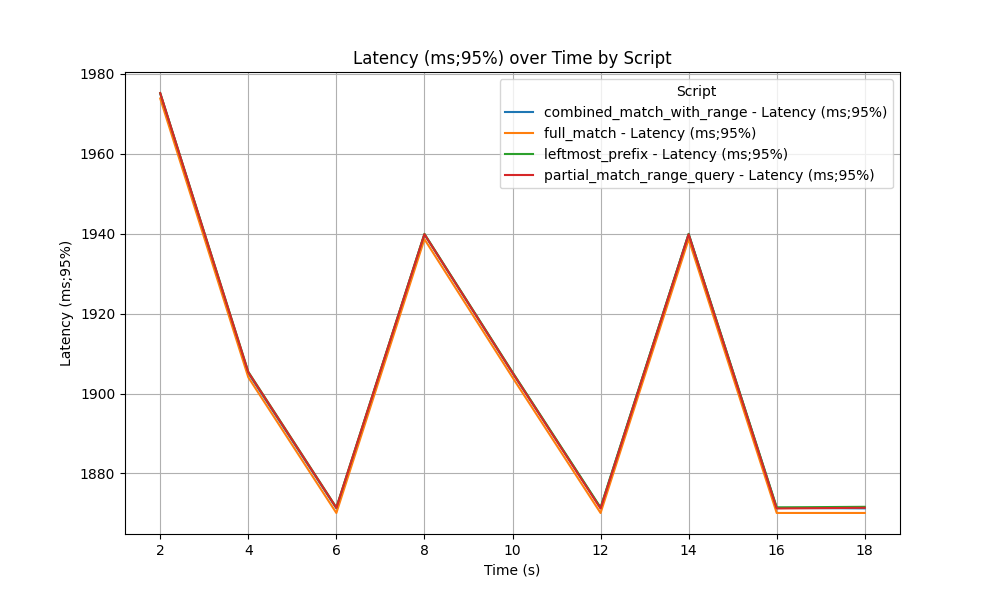 Latency (ms;95%) over Time by Script
Script
combined_match_with_range - Latency (ms;95%)
full_match - Latency (ms;95%)
leftmost_prefix - Latency (ms;95%)
partial_match_range_query - Latency (ms;95%)
Latency (ms;95%)
1980
1960
1940
1920
1900
1880
2 4 6 8 10 12 14 16 18
Time (s)